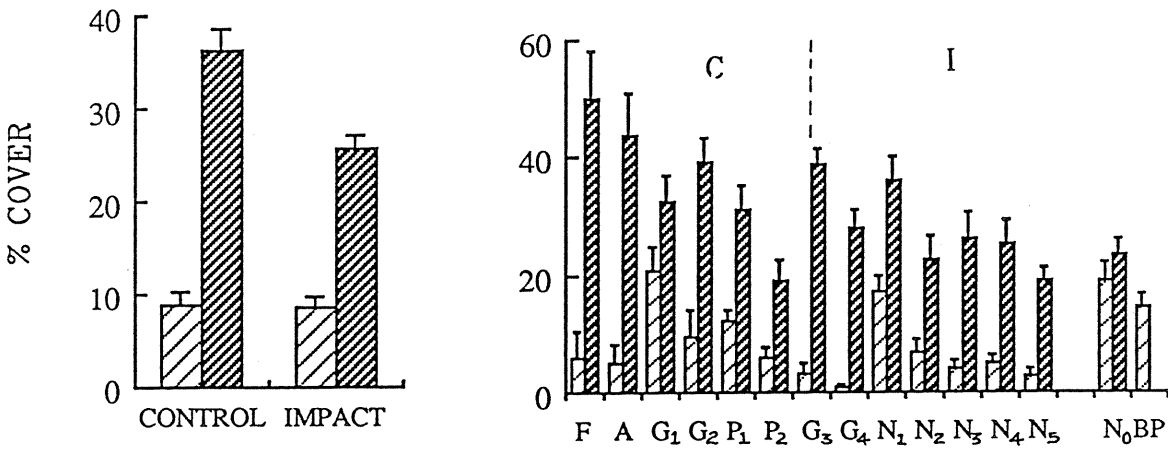 % COVER
40
30
20
10
0
CONTROL IMPACT
60
40
20
0
C I
F A G₁ G₂ P₁ P₂ G₃ G₄ N₁ N₂ N₃ N₄ N₅ N₀ BP